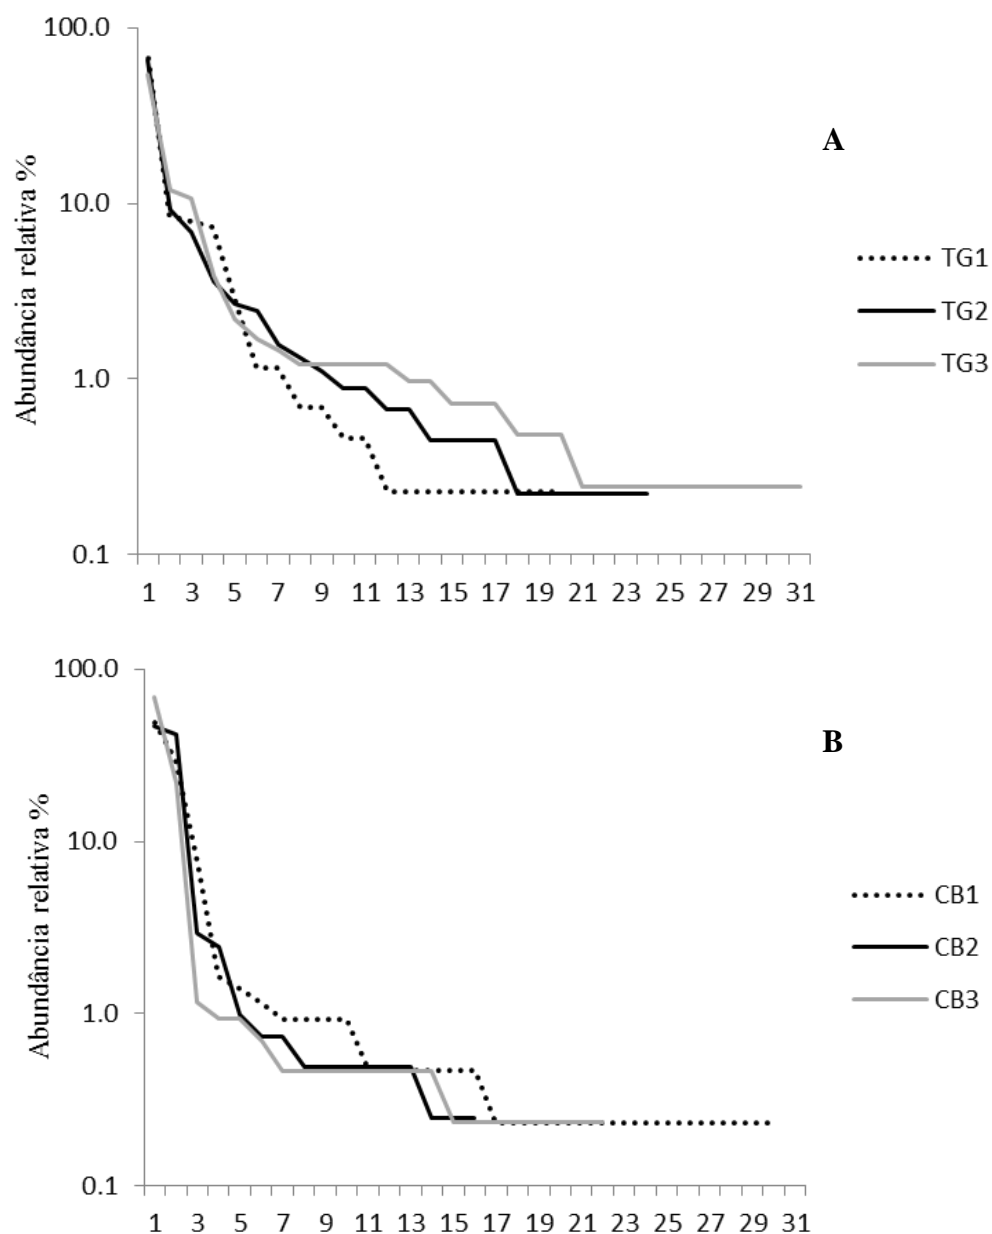 100.0
10.0
1.0
0.1
Abundância relativa %
1 3 5 7 9 11 13 15 17 19 21 23 25 27 29 31
A
TG1
TG2
TG3
100.0
10.0
1.0
0.1
Abundância relativa %
1 3 5 7 9 11 13 15 17 19 21 23 25 27 29 31
B
CB1
CB2
CB3